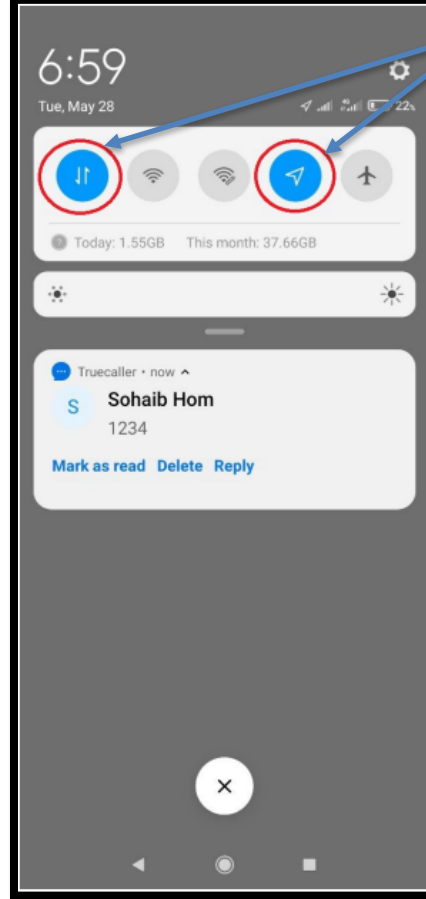 6:59
Tue, May 28
22%
Today: 1.55GB This month: 37.66GB
Truecaller • now
S
Sohaib Hom
1234
Mark as read Delete Reply